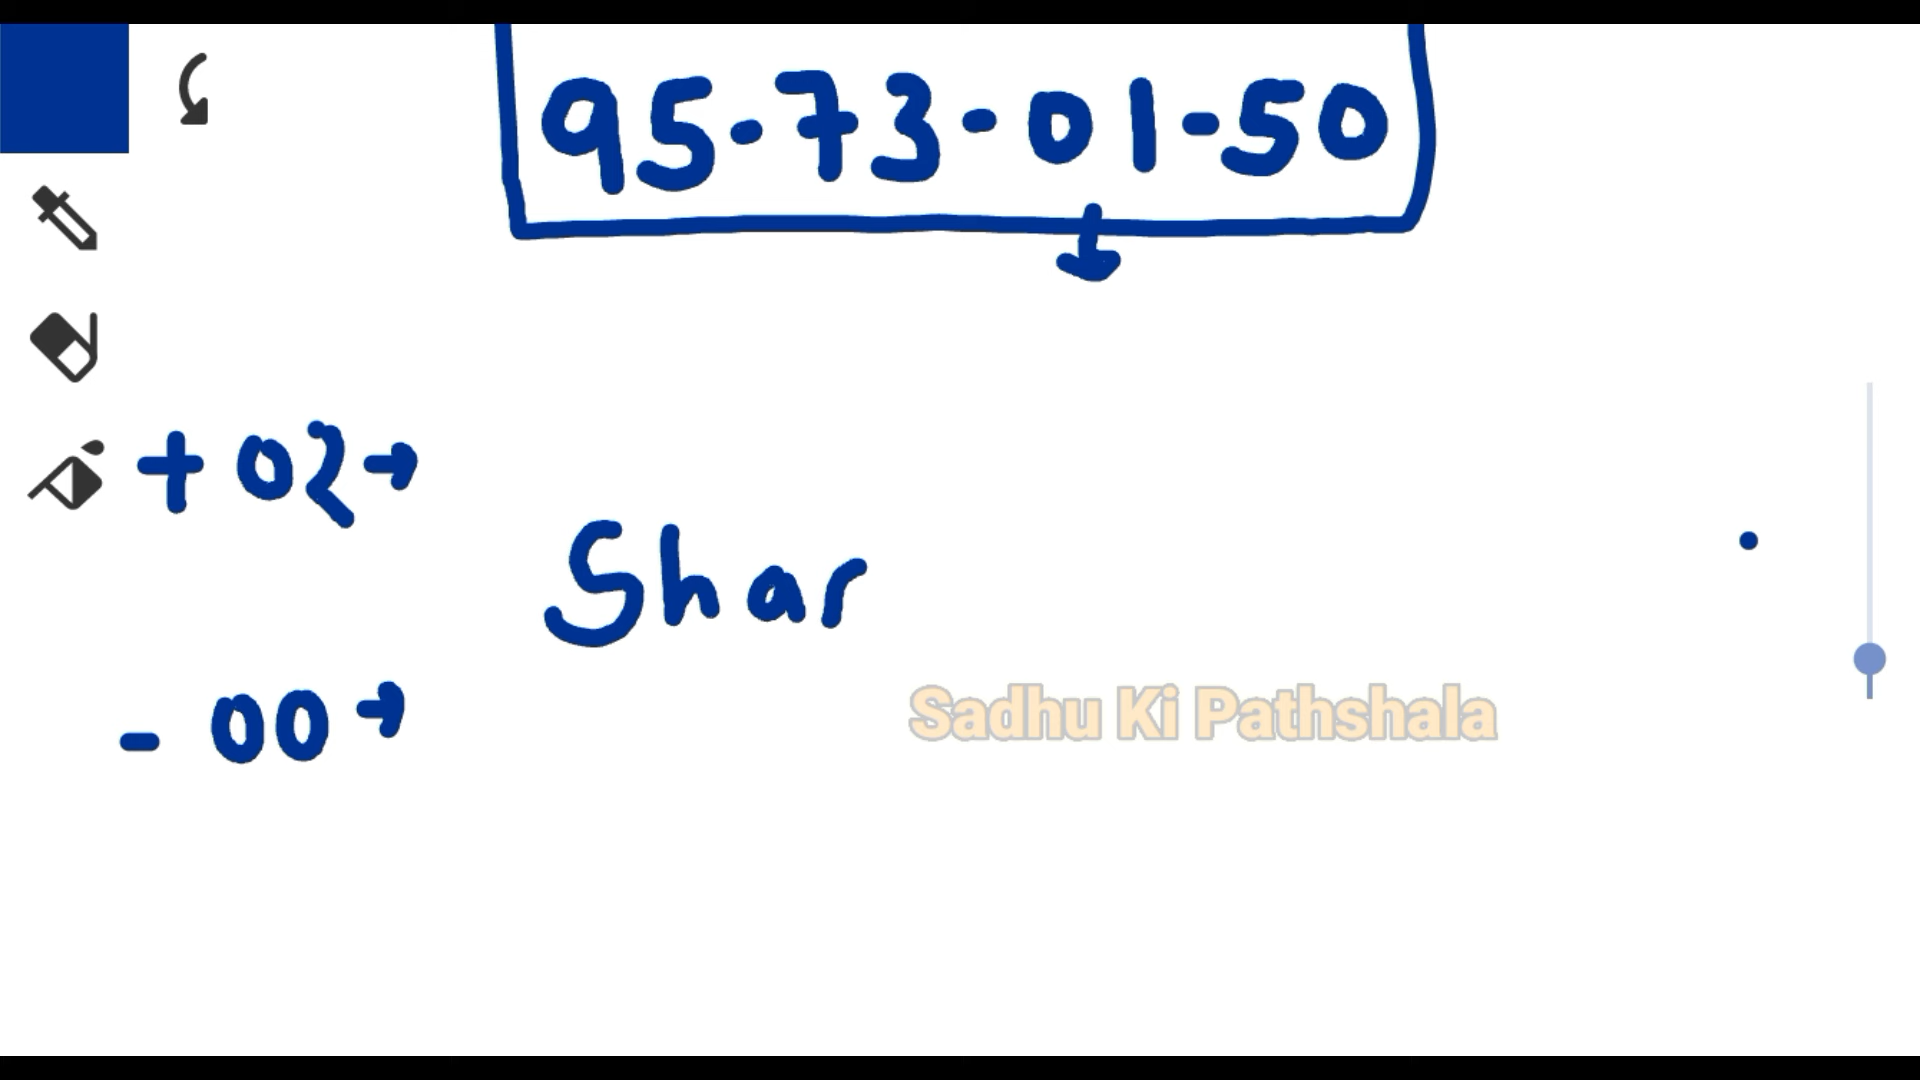 95-73-01-50
+ 02 →
Shar
Sadhu Ki Pathshala
- 00 →